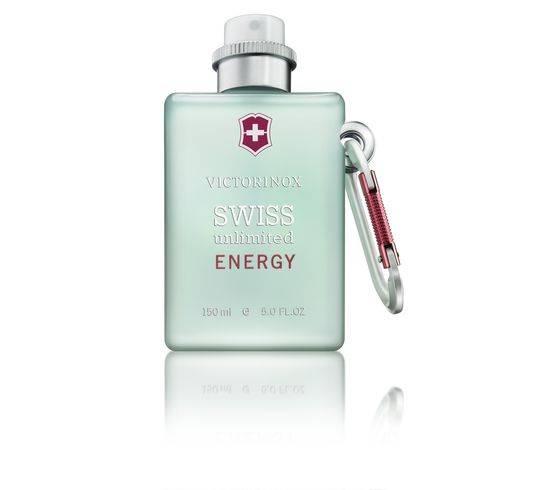 VICTORINOX
SWISS
unlimited
ENERGY
150 ml e 5.0 FL.OZ